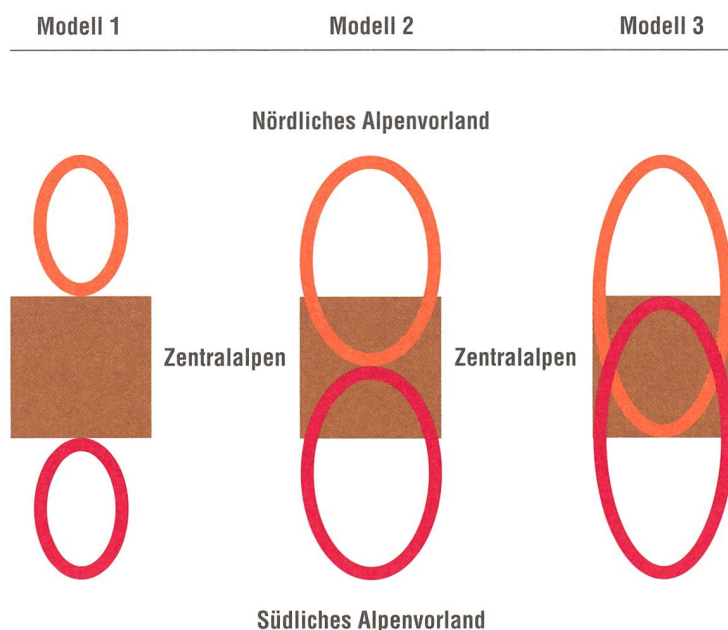 Modell 1
Modell 2
Modell 3
Nördliches Alpenvorland
Zentralalpen
Zentralalpen
Südliches Alpenvorland